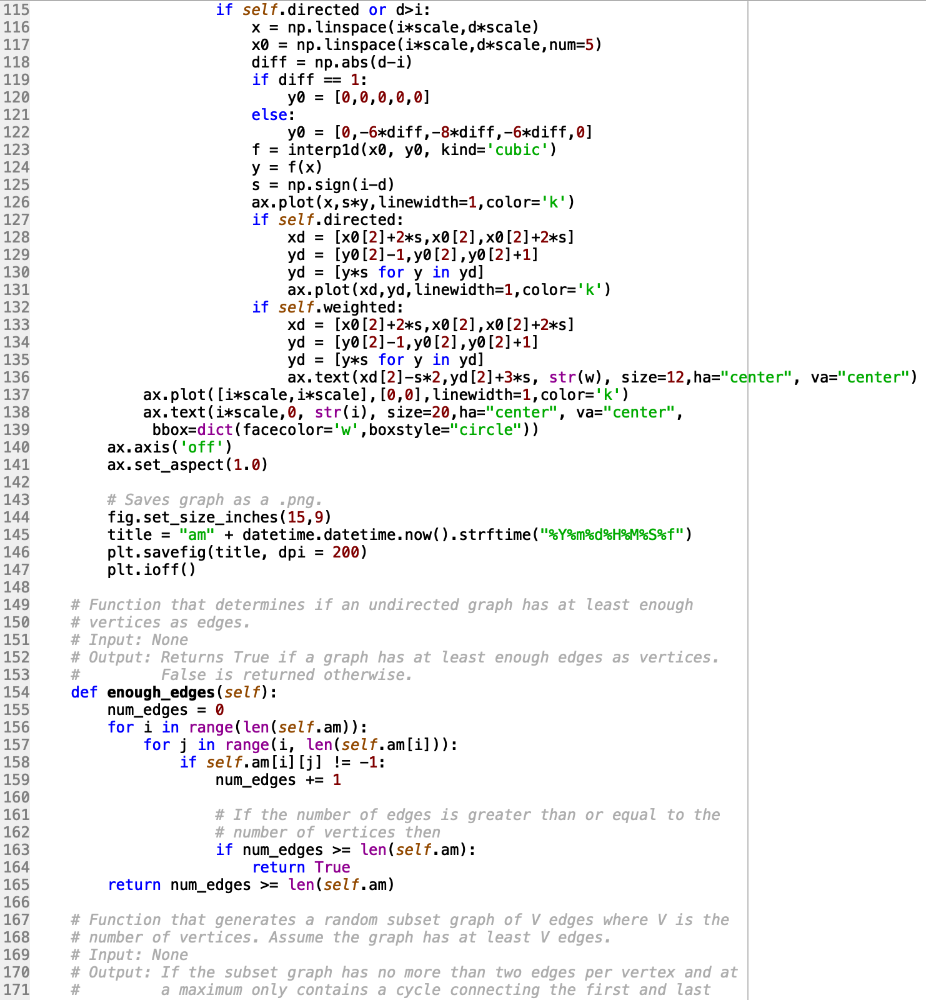 115                     if self.directed or d>i:
116                         x = np.linspace(i*scale,d*scale)
117                         x0 = np.linspace(i*scale,d*scale,num=5)
118                         diff = np.abs(d-i)
119                         if diff == 1:
120                             y0 = [0,0,0,0,0]
121                         else:
122                             y0 = [0,-6*diff,-8*diff,-6*diff,0]
123                         f = interp1d(x0, y0, kind='cubic')
124                         y = f(x)
125                         s = np.sign(i-d)
126                         ax.plot(x,s*y,linewidth=1,color='k')
127                         if self.directed:
128                             xd = [x0[2]+2*s,x0[2],x0[2]+2*s]
129                             yd = [y0[2]-1,y0[2],y0[2]+1]
130                             yd = [y*s for y in yd]
131                             ax.plot(xd,yd,linewidth=1,color='k')
132                         if self.weighted:
133                             xd = [x0[2]+2*s,x0[2],x0[2]+2*s]
134                             yd = [y0[2]-1,y0[2],y0[2]+1]
135                             yd = [y*s for y in yd]
136                             ax.text(xd[2]-s*2,yd[2]+3*s, str(w), size=12,ha="center", va="center")
137             ax.plot([i*scale,i*scale],[0,0],linewidth=1,color='k')
138             ax.text(i*scale,0, str(i), size=20,ha="center", va="center",
139              bbox=dict(facecolor='w',boxstyle="circle"))
140         ax.axis('off')
141         ax.set_aspect(1.0)
142
143         # Saves graph as a .png.
144         fig.set_size_inches(15,9)
145         title = "am" + datetime.datetime.now().strftime("%Y%m%d%H%M%S%f")
146         plt.savefig(title, dpi = 200)
147         plt.ioff()
148
149     # Function that determines if an undirected graph has at least enough
150     # vertices as edges.
151     # Input: None
152     # Output: Returns True if a graph has at least enough edges as vertices.
153     #         False is returned otherwise.
154     def enough_edges(self):
155         num_edges = 0
156         for i in range(len(self.am)):
157             for j in range(i, len(self.am[i])):
158                 if self.am[i][j] != -1:
159                     num_edges += 1
160
161                     # If the number of edges is greater than or equal to the
162                     # number of vertices then
163                     if num_edges >= len(self.am):
164                         return True
165         return num_edges >= len(self.am)
166
167     # Function that generates a random subset graph of V edges where V is the
168     # number of vertices. Assume the graph has at least V edges.
169     # Input: None
170     # Output: If the subset graph has no more than two edges per vertex and at
171     #         a maximum only contains a cycle connecting the first and last